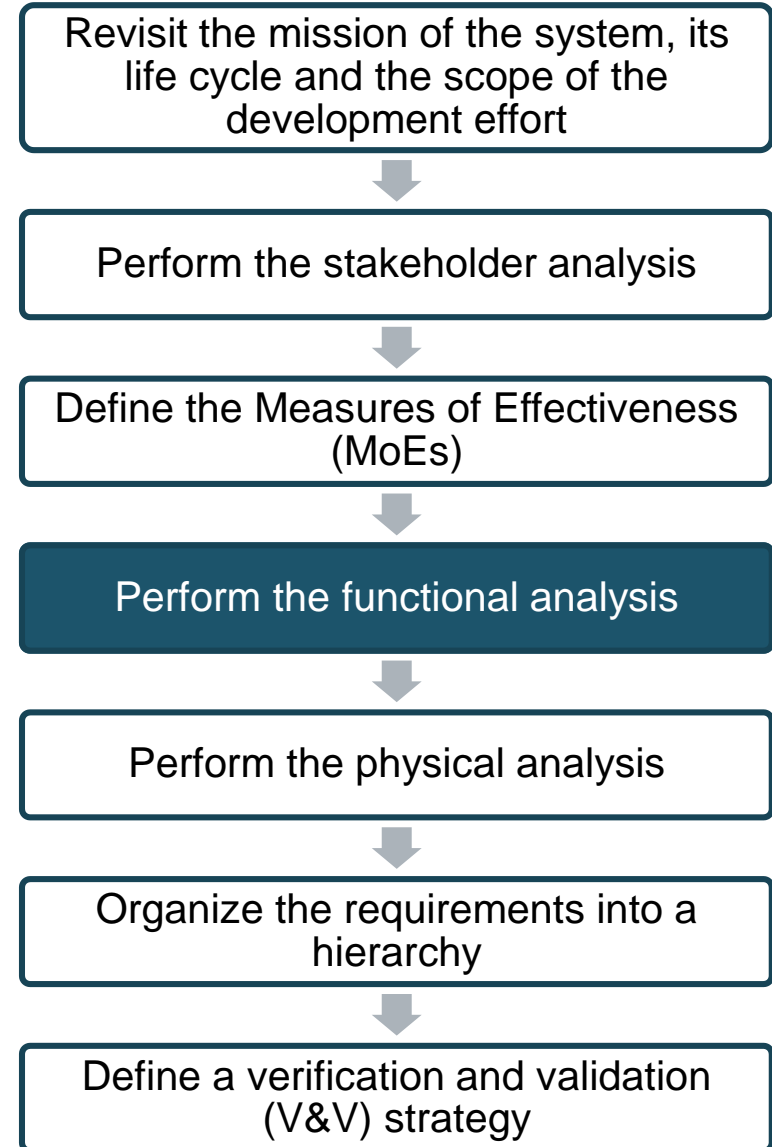 Revisit the mission of the system, its
life cycle and the scope of the
development effort
Perform the stakeholder analysis
Define the Measures of Effectiveness
(MoEs)
Perform the functional analysis
Perform the physical analysis
Organize the requirements into a
hierarchy
Define a verification and validation
(V&V) strategy